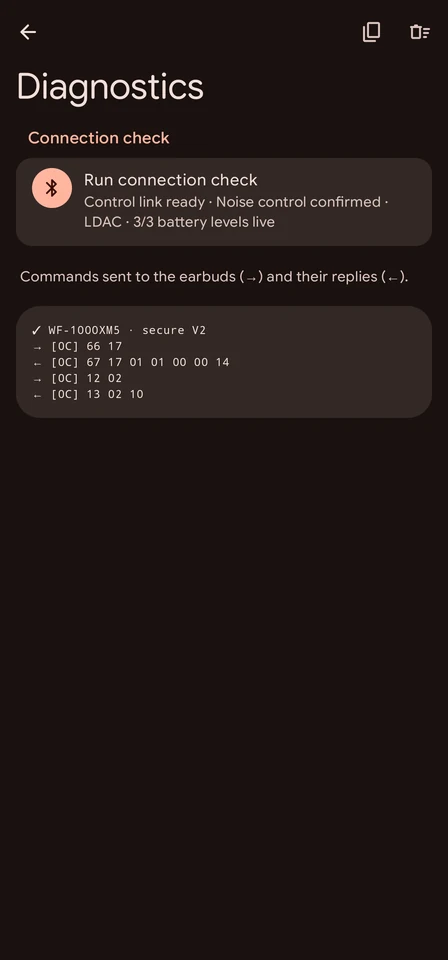 Diagnostics
Connection check
Run connection check
Control link ready · Noise control confirmed ·
LDAC · 3/3 battery levels live
Commands sent to the earbuds (→) and their replies (←).
✓ WF-1000XM5 · secure V2
→ [0C] 66 17
← [0C] 67 17 01 01 00 00 14
→ [0C] 12 02
← [0C] 13 02 10